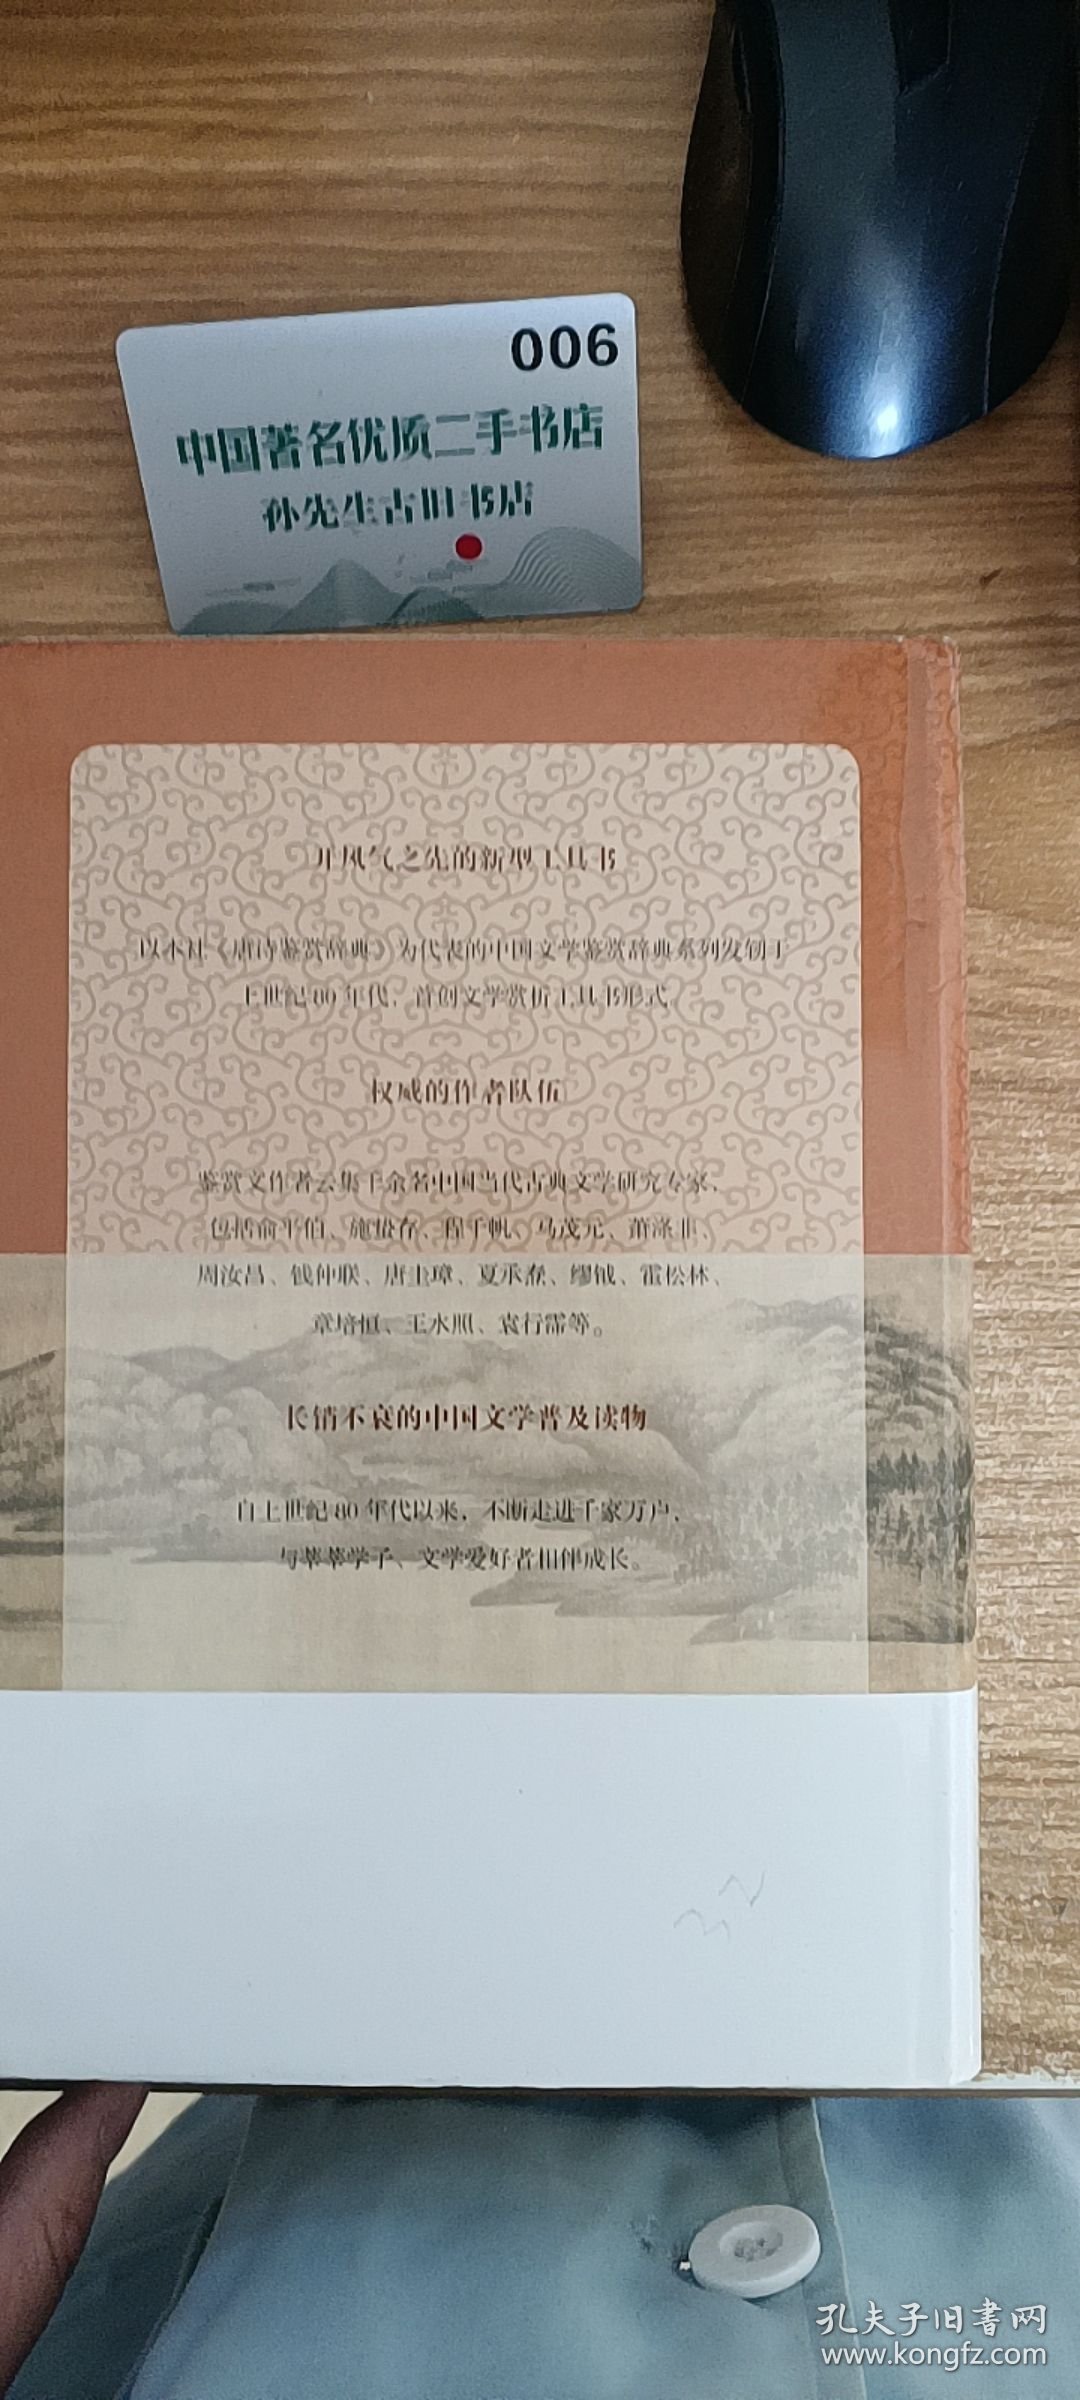 006
中国著名优质二手书店
孙先生古旧书店
开风气之先的新型工具书
以本社《唐诗鉴赏辞典》为代表的中国文学鉴赏辞典系列发轫于
上世纪80年代，首创文学赏析工具书形式。
权威的作者队伍
鉴赏文作者云集千余名中国当代古典文学研究专家，
包括俞平伯、施蛰存、程千帆、马茂元、萧涤非、
周汝昌、钱仲联、唐圭璋、夏承焘、缪钺、霍松林、
章培恒、王水照、袁行霈等。
长销不衰的中国文学普及读物
自上世纪80年代以来，不断走进千家万户，
与莘莘学子、文学爱好者相伴成长。
32
孔夫子旧書网
www.kongfz.com